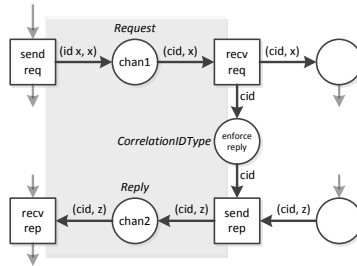 Request
send
req
(id x, x)
chan1
(cid, x)
recv
req
(cid, x)
cid
CorrelationIDType
enforce
reply
cid
Reply
recv
rep
(cid, z)
chan2
(cid, z)
send
rep
(cid, z)